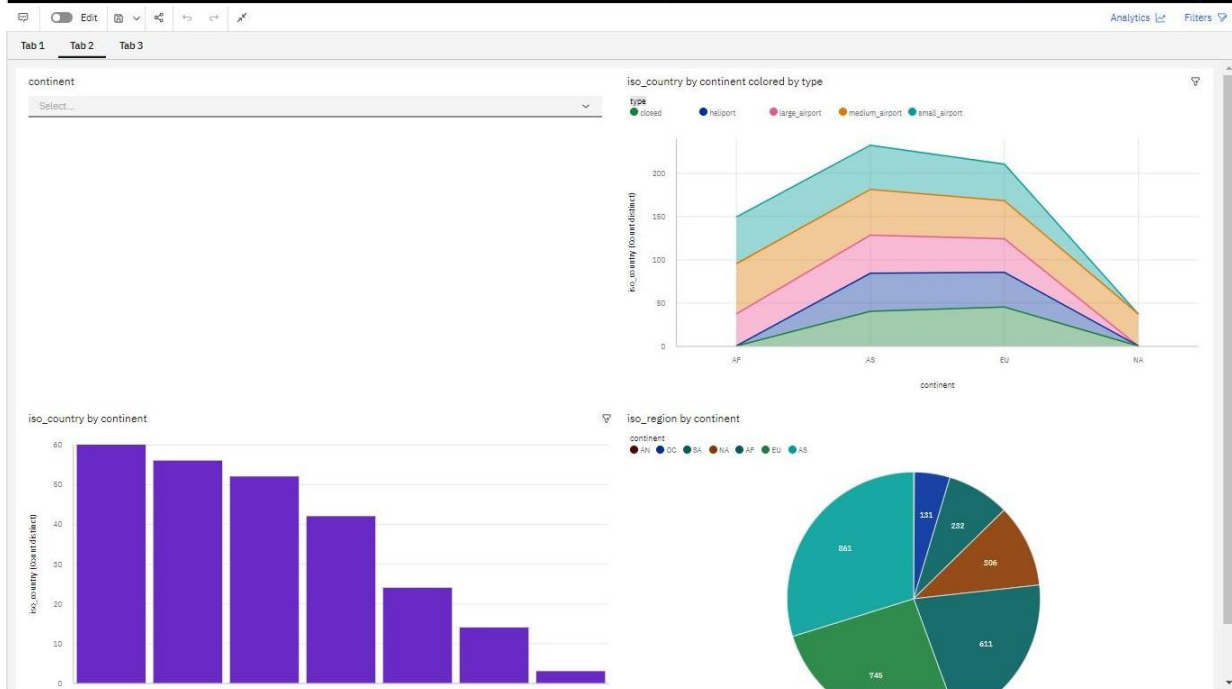 Edit
Analytics
Filters
Tab 1 Tab 2 Tab 3
continent
Select...
iso_country by continent colored by type
type
closed heliport large_airport medium_airport small_airport
iso_country (Count distinct)
200
150
100
50
0
AF AS EU NA
continent
iso_country by continent
iso_country (Count distinct)
60
50
40
30
20
10
0
iso_region by continent
continent
AN OC SA NA AF EU AS
131
232
306
611
745
861